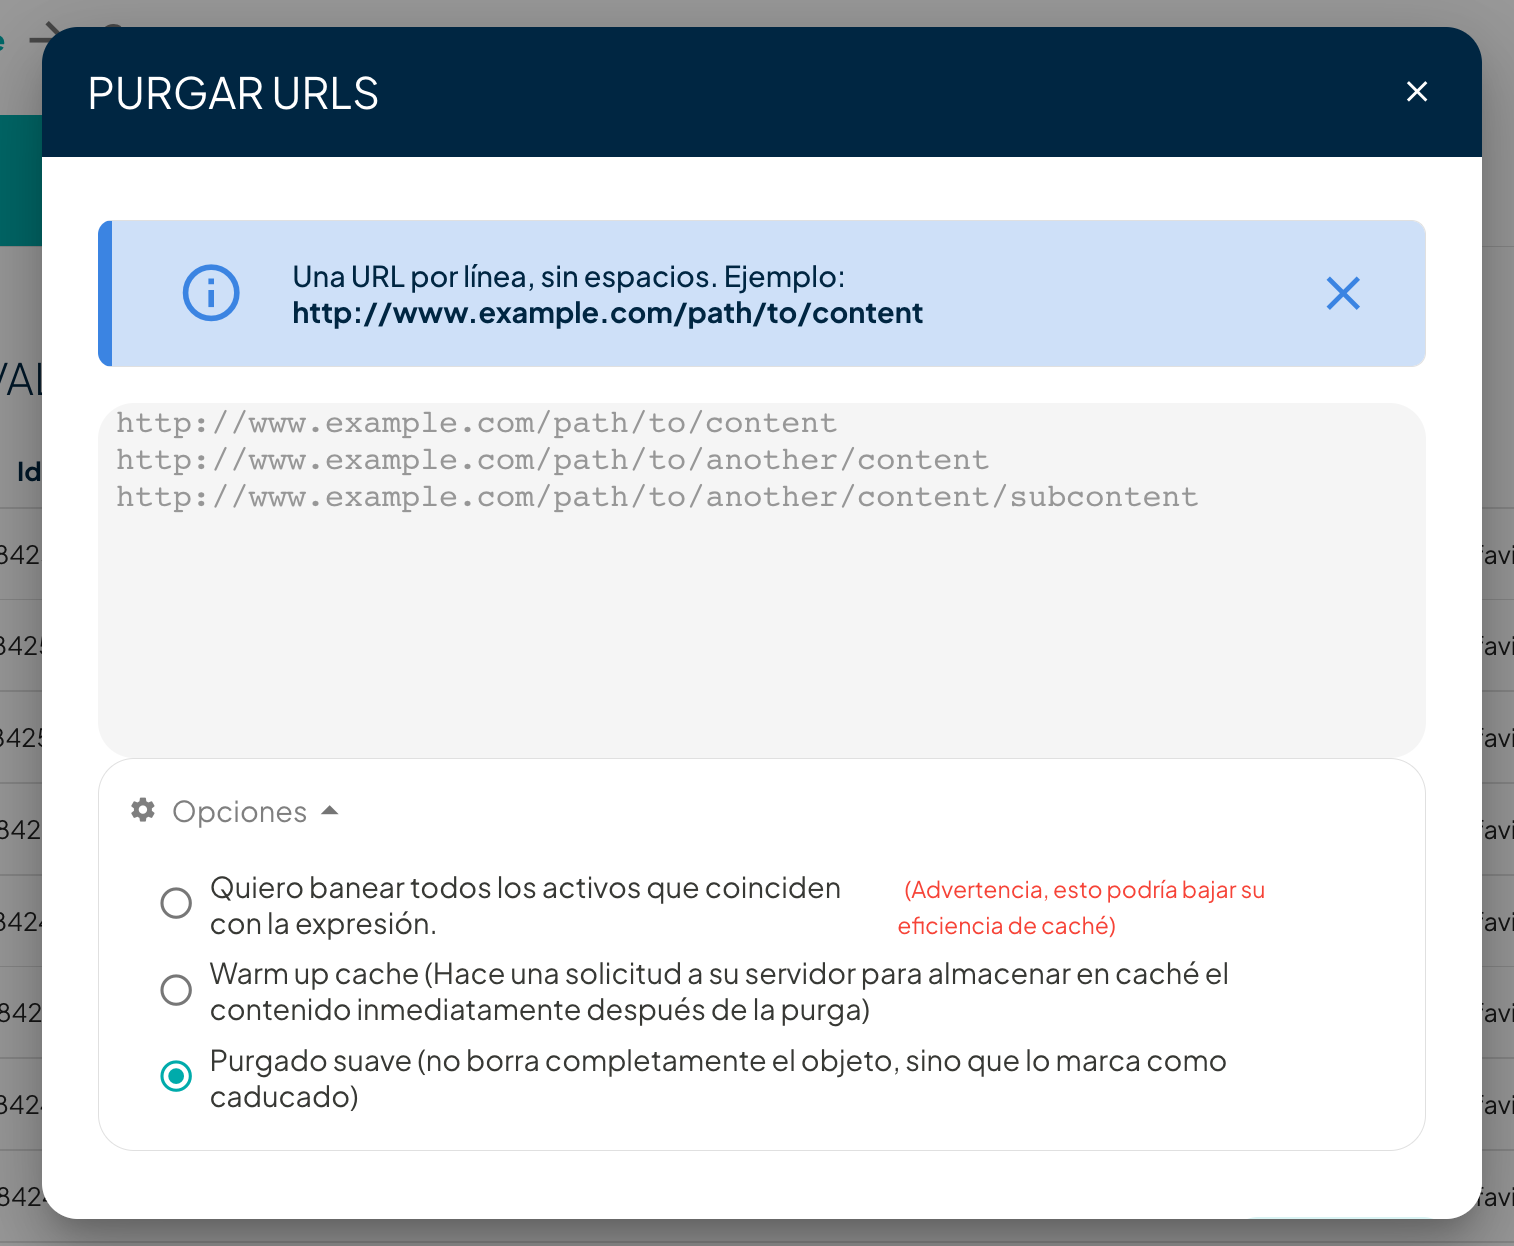 PURGAR URLS
Una URL por línea, sin espacios. Ejemplo:
http://www.example.com/path/to/content
http://www.example.com/path/to/content
http://www.example.com/path/to/another/content
http://www.example.com/path/to/another/content/subcontent
Opciones
Quiero banear todos los activos que coinciden
con la expresión.
(Advertencia, esto podría bajar su
eficiencia de caché)
Warm up cache (Hace una solicitud a su servidor para almacenar en caché el
contenido inmediatamente después de la purga)
Purgado suave (no borra completamente el objeto, sino que lo marca como
caducado)